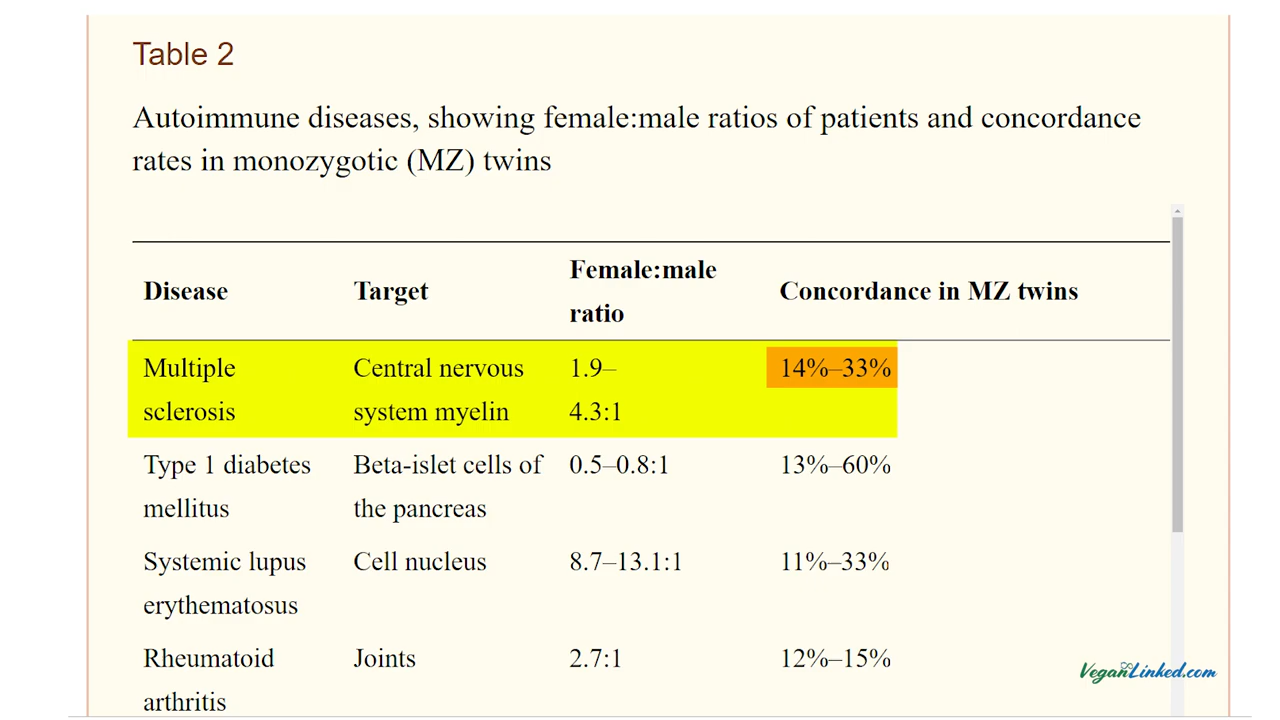 Table 2
Autoimmune diseases, showing female:male ratios of patients and concordance
rates in monozygotic (MZ) twins
Disease Target Female:male ratio Concordance in MZ twins
Multiple sclerosis Central nervous system myelin 1.9–4.3:1 14%–33%
Type 1 diabetes mellitus Beta-islet cells of the pancreas 0.5–0.8:1 13%–60%
Systemic lupus erythematosus Cell nucleus 8.7–13.1:1 11%–33%
Rheumatoid arthritis Joints 2.7:1 12%–15%
VeganLinked.com